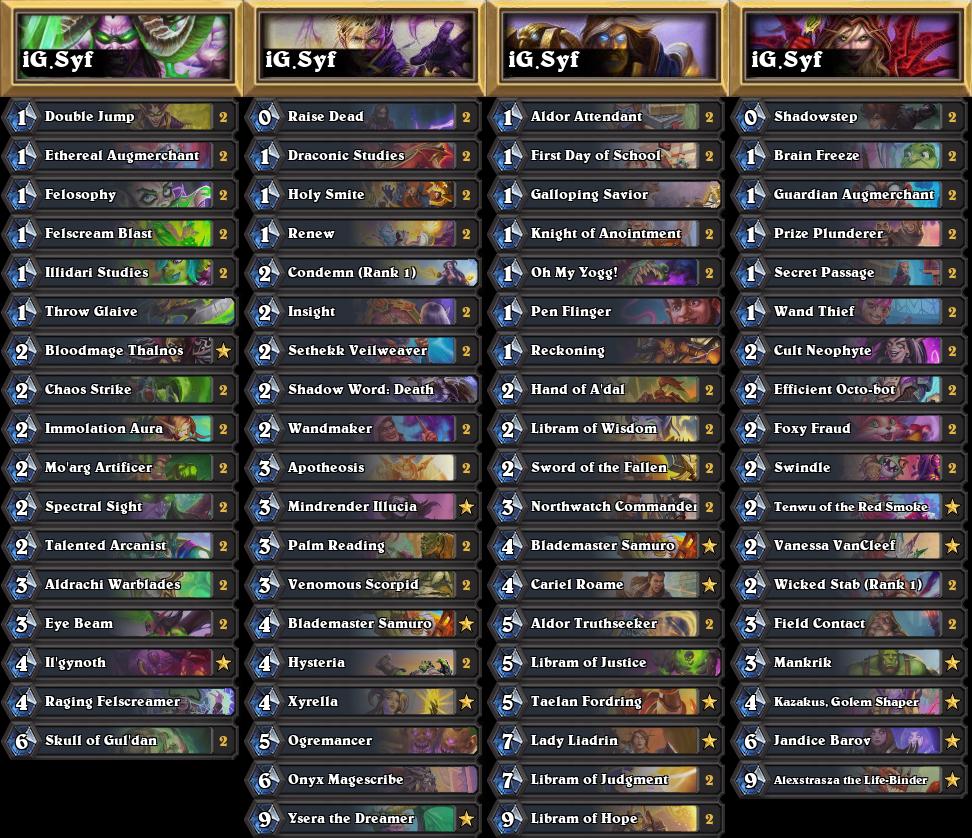 iG.Syf
1 Double Jump 2
1 Ethereal Augmerchant 2
1 Felosophy 2
1 Felscream Blast 2
1 Illidari Studies 2
1 Throw Glaive
2 Bloodmage Thalnos
2 Chaos Strike 2
2 Immolation Aura 2
2 Mo'arg Artificer 2
2 Spectral Sight 2
2 Talented Arcanist 2
3 Aldrachi Warblades 2
3 Eye Beam 2
4 Il'gynoth
4 Raging Felscreamer
6 Skull of Gul'dan 2
iG.Syf
0 Raise Dead 2
1 Draconic Studies 2
1 Holy Smite 2
1 Renew 2
2 Condemn (Rank 1)
2 Insight 2
2 Sethekk Veilweaver 2
2 Shadow Word: Death
2 Wandmaker 2
3 Apotheosis 2
3 Mindrender Illucia
3 Palm Reading 2
3 Venomous Scorpid 2
4 Blademaster Samuro
4 Hysteria 2
4 Xyrella
5 Ogremancer
6 Onyx Magescribe
9 Ysera the Dreamer
iG.Syf
1 Aldor Attendant 2
1 First Day of School 2
1 Galloping Savior
1 Knight of Anointment 2
1 Oh My Yogg! 2
1 Pen Flinger
1 Reckoning
2 Hand of A'dal 2
2 Libram of Wisdom 2
2 Sword of the Fallen 2
3 Northwatch Commander 2
4 Blademaster Samuro
4 Cariel Roame
5 Aldor Truthseeker 2
5 Libram of Justice
5 Taelan Fordring
7 Lady Liadrin
7 Libram of Judgment 2
9 Libram of Hope 2
iG.Syf
0 Shadowstep 2
1 Brain Freeze 2
1 Guardian Augmerchant 2
1 Prize Plunderer 2
1 Secret Passage 2
1 Wand Thief 2
2 Cult Neophyte 2
2 Efficient Octo-bot 2
2 Foxy Fraud 2
2 Swindle 2
2 Tenwu of the Red Smoke
2 Vanessa VanCleef
2 Wicked Stab (Rank 1) 2
3 Field Contact 2
3 Mankrik
4 Kazakus, Golem Shaper
6 Jandice Barov
9 Alexstrasza the Life-Binder